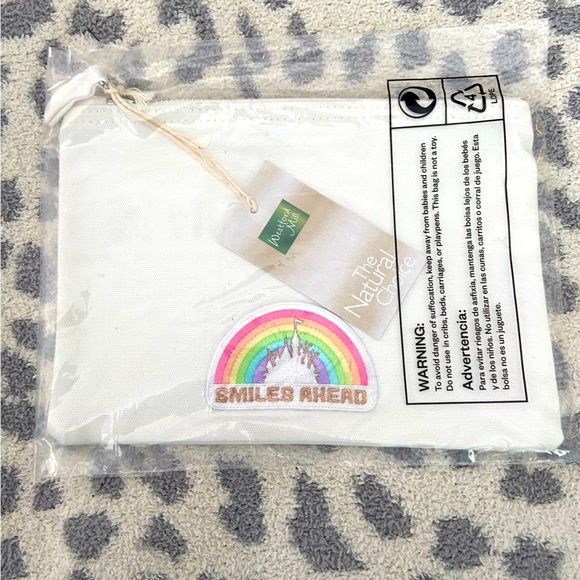 Westford
Mill
The
Natural
Choice
SMILES AHEAD
4
LDPE
WARNING:
To avoid danger of suffocation, keep away from babies and children
Do not use in cribs, beds, carriages, or playpens. This bag is not a toy.
Advertencia:
Para evitar riesgos de asfixia, mantenga las bolsa lejos de los bebés
y de los niños. No utilizar en las cunas, carritos o corral de juego. Esta
bolsa no es un juguete.